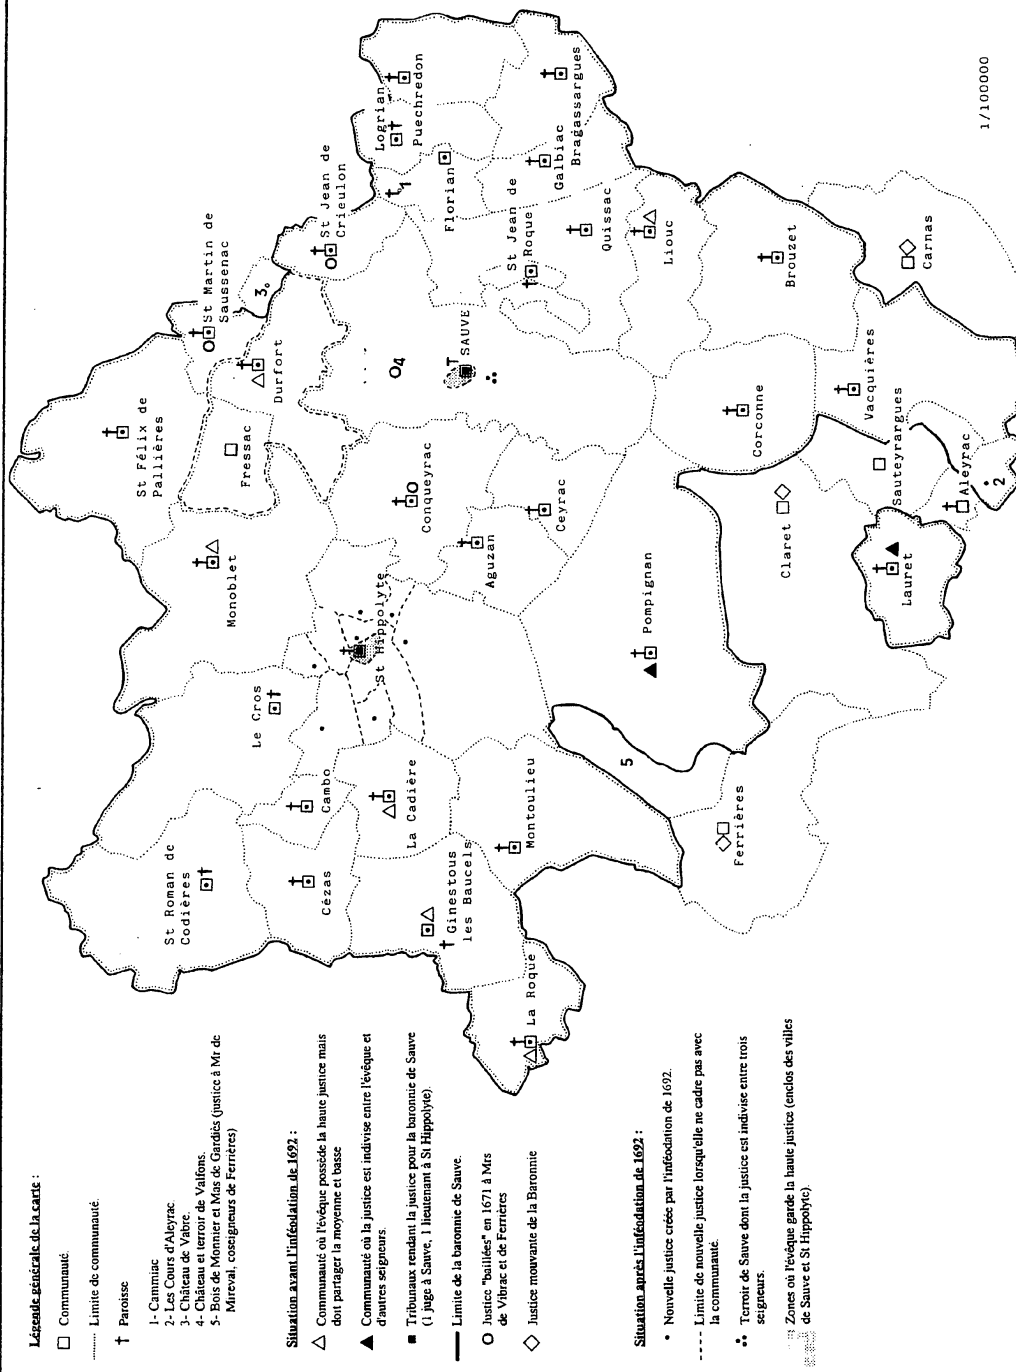 Légende générale de la carte :
Communauté.
Limite de communauté.
Paroisse
1- Cammiac
2- Les Cours d'Aleyrac.
3- Château de Vabre.
4- Château et terroir de Valfons.
5- Bois de Monnier et Mas de Gardiès (justice à Mr de
Mireval, coseigneurs de Ferrières)
Situation avant l'inféodation de 1692 :
Communauté où l'évêque possède la haute justice mais
doit partager la moyenne et basse
Communauté où la justice est indivise entre l'évêque et
d'autres seigneurs.
Tribunaux rendant la justice pour la baronnie de Sauve
(1 juge à Sauve, 1 lieutenant à St Hippolyte).
Limite de la baronnie de Sauve.
Justice "baillées" en 1671 à Mrs
de Vibrac et de Ferrières
Justice mouvante de la Baronnie
Situation après l'inféodation de 1692 :
Nouvelle justice créée par l'inféodation de 1692.
Limite de nouvelle justice lorsqu'elle ne cadre pas avec
la communauté.
Terroir de Sauve dont la justice est indivise entre trois
seigneurs.
Zones où l'évêque garde la haute justice (enclos des villes
de Sauve et St Hippolyte).
St Roman de
Codières
Cézas
Cambo
Le Cros
La Cadière
Ginestous
les Baucels
La Roque
Montoulieu
Ferrières
5
Monoblet
St Hippolyte
St Félix de
Pallières
Fressac
Durfort
St Martin de
Saussenac
3
St Jean de
Crieulon
4
SAUVE
Conqueyrac
Aguzan
Ceyrac
Pompignan
Claret
Lauret
Aleyrac
2
Sauteyrargues
Vacquières
Corconne
Brouzet
Carnas
Liouc
Quissac
St Jean de
Roque
Florian
1
Logrian
Puechredon
Galbiac
Bragassargues
1/100000